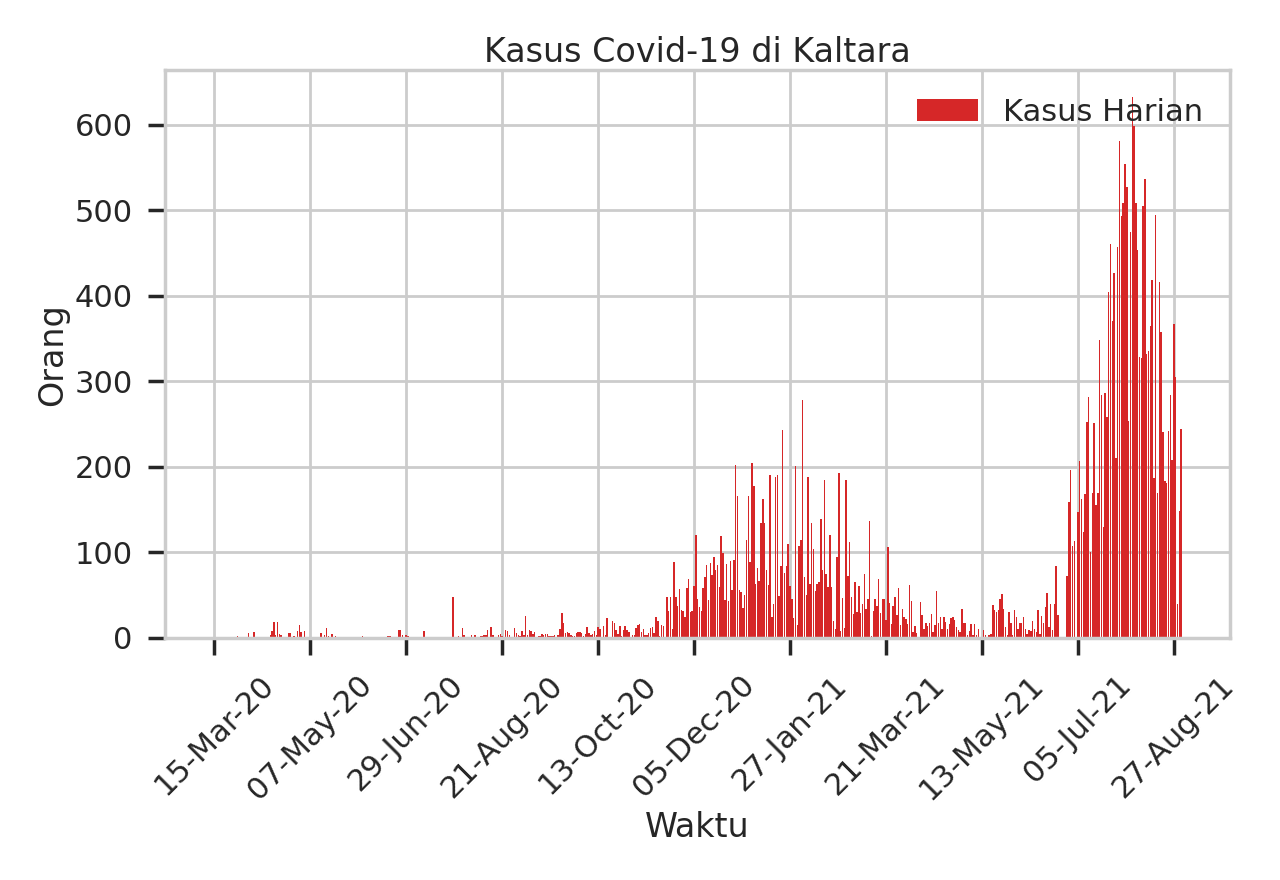 Kasus Covid-19 di Kaltara
Kasus Harian
Orang
600
500
400
300
200
100
0
15-Mar-20
07-May-20
29-Jun-20
21-Aug-20
13-Oct-20
05-Dec-20
27-Jan-21
21-Mar-21
13-May-21
05-Jul-21
27-Aug-21
Waktu